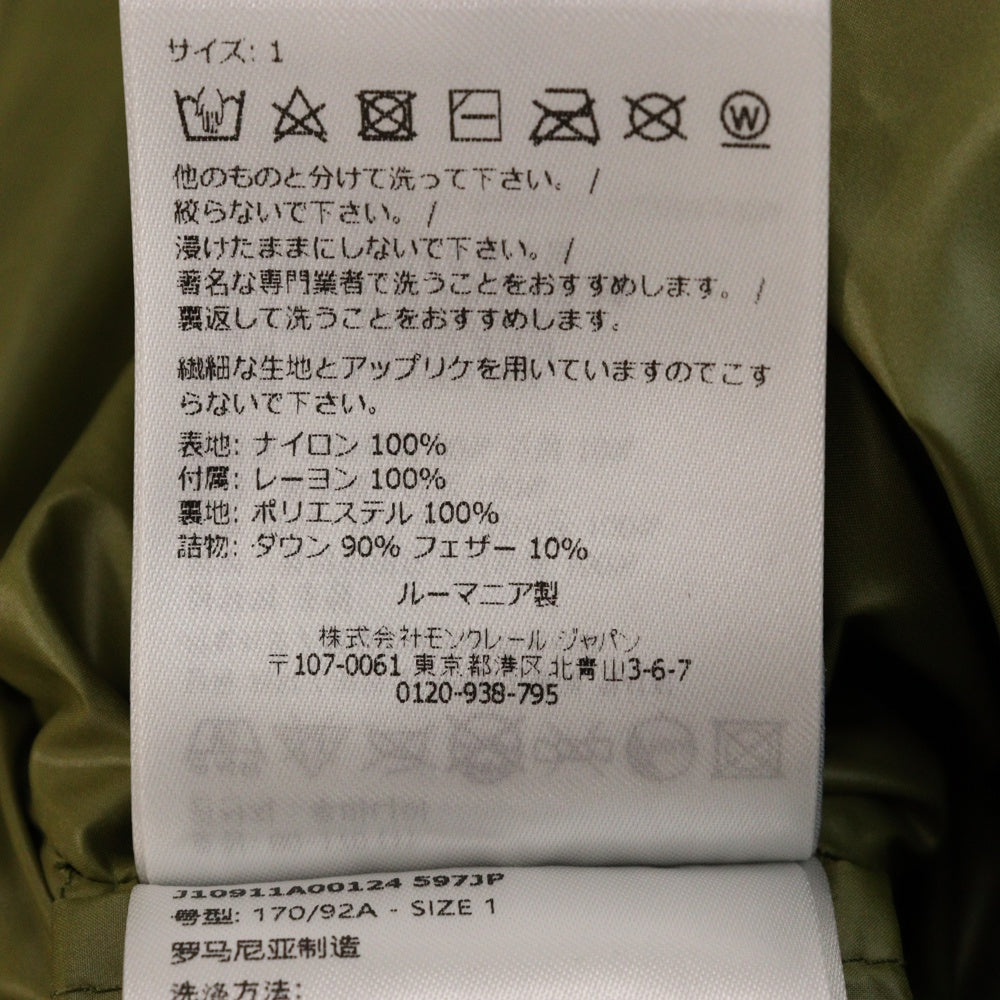 サイズ: 1
W
他のものと分けて洗って下さい。 /
絞らないで下さい。 /
浸けたままにしないで下さい。 /
著名な専門業者で洗うことをおすすめします。 /
裏返して洗うことをおすすめします。
繊細な生地とアップリケを用いていますのでこす
らないで下さい。
表地: ナイロン 100%
付属: レーヨン 100%
裏地: ポリエステル 100%
詰物: ダウン 90% フェザー 10%
ルーマニア製
株式会社モンクレール ジャパン
〒107-0061 東京都港区北青山3-6-7
0120-938-795
J10911A00124 597JP
号型: 170/92A - SIZE 1
罗马尼亚制造
洗涤方法: